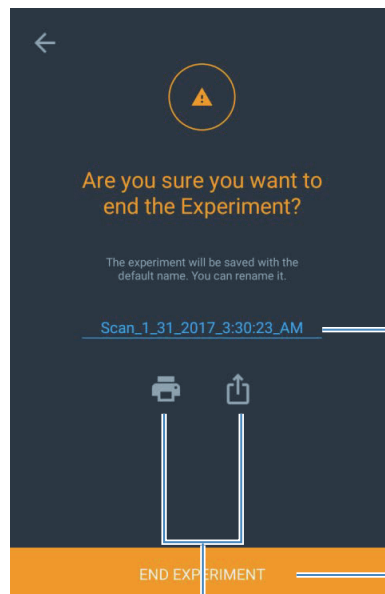 Are you sure you want to
end the Experiment?
The experiment will be saved with the
default name. You can rename it.
Scan_1_31_2017_3:30:23_AM
END EXPERIMENT